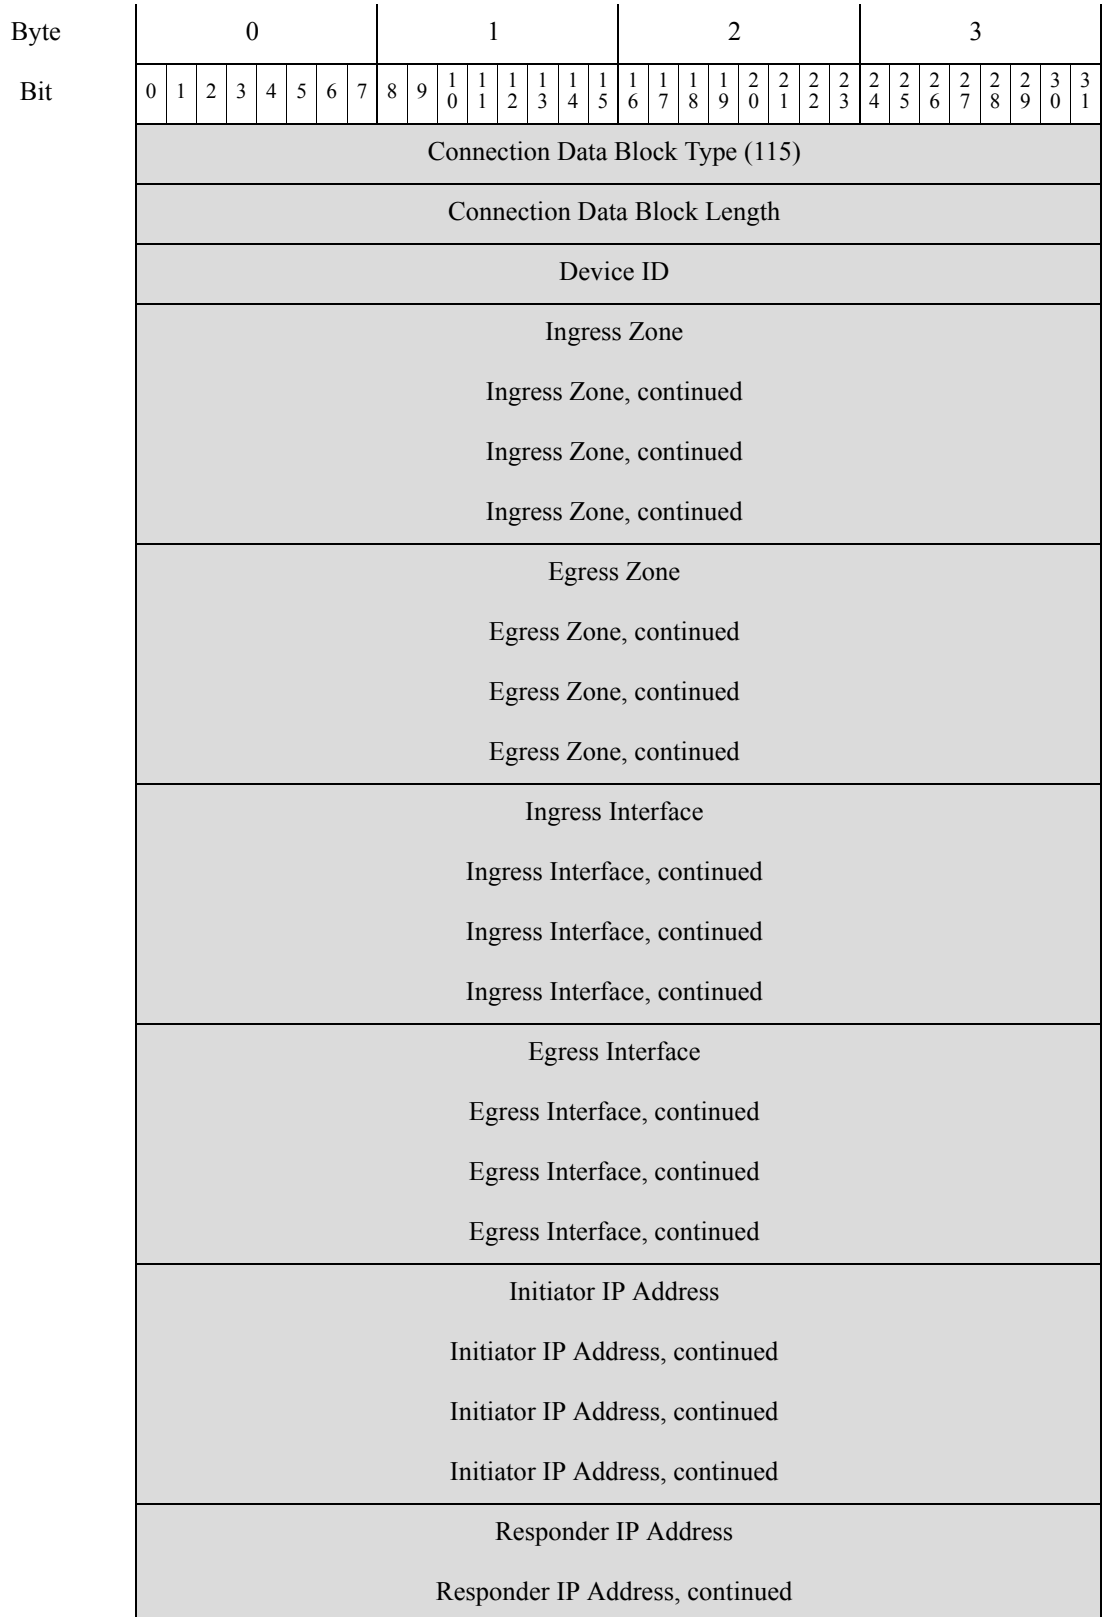 Byte 0 1 2 3
Bit 0 1 2 3 4 5 6 7 8 9 10 11 12 13 14 15 16 17 18 19 20 21 22 23 24 25 26 27 28 29 30 31
Connection Data Block Type (115)
Connection Data Block Length
Device ID
Ingress Zone
Ingress Zone, continued
Ingress Zone, continued
Ingress Zone, continued
Egress Zone
Egress Zone, continued
Egress Zone, continued
Egress Zone, continued
Ingress Interface
Ingress Interface, continued
Ingress Interface, continued
Ingress Interface, continued
Egress Interface
Egress Interface, continued
Egress Interface, continued
Egress Interface, continued
Initiator IP Address
Initiator IP Address, continued
Initiator IP Address, continued
Initiator IP Address, continued
Responder IP Address
Responder IP Address, continued